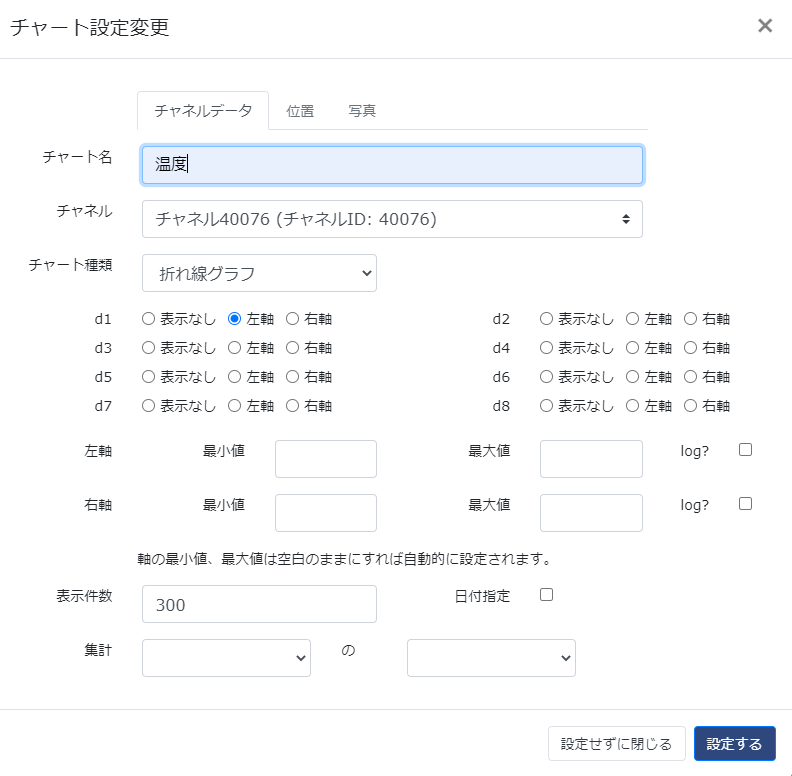 チャート設定変更 ×
チャネルデータ 位置 写真
チャート名 温度
チャネル チャネル40076 (チャネルID: 40076)
チャート種類 折れ線グラフ
d1 表示なし 左軸 右軸 d2 表示なし 左軸 右軸
d3 表示なし 左軸 右軸 d4 表示なし 左軸 右軸
d5 表示なし 左軸 右軸 d6 表示なし 左軸 右軸
d7 表示なし 左軸 右軸 d8 表示なし 左軸 右軸
左軸 最小値 最大値 log?
右軸 最小値 最大値 log?
軸の最小値、最大値は空白のままにすれば自動的に設定されます。
表示件数 300 日付指定
集計 の
設定せずに閉じる 設定する